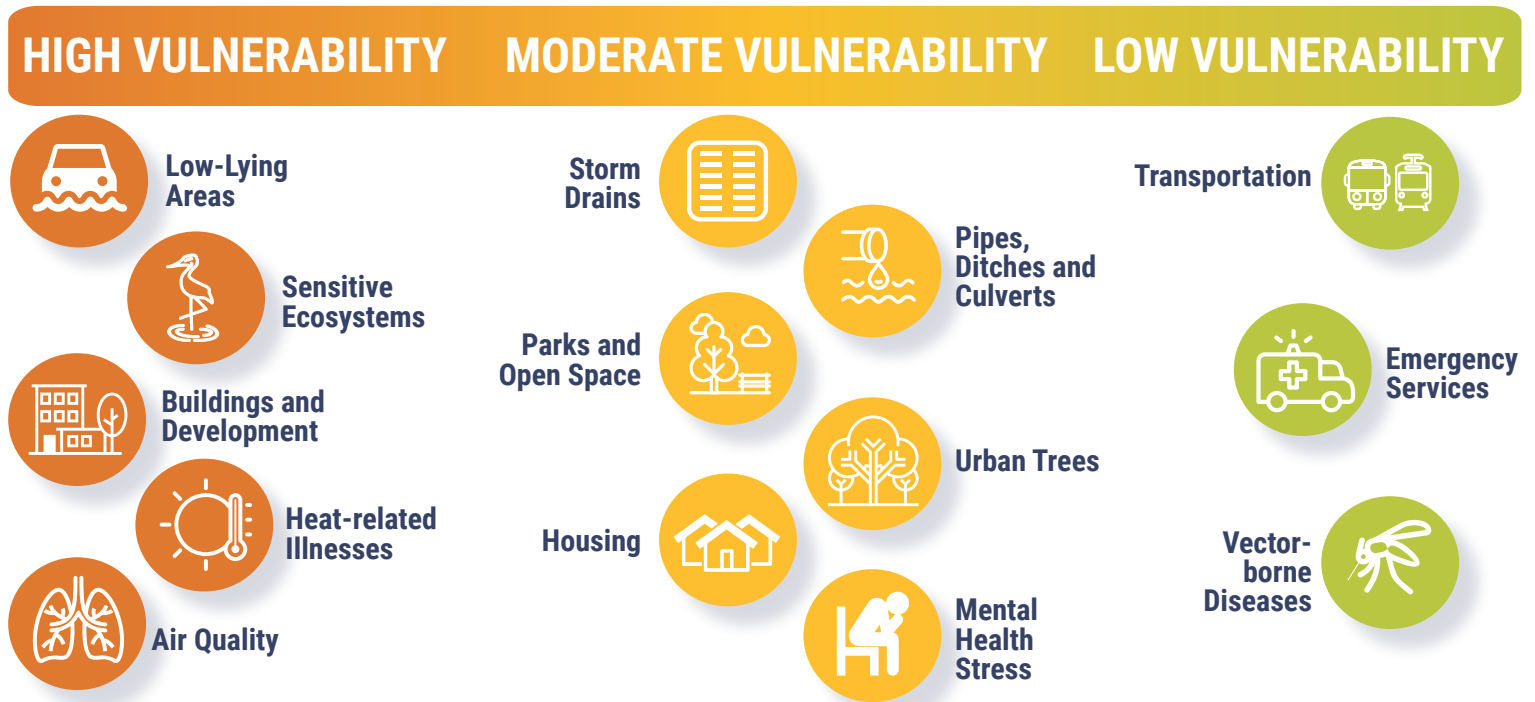 HIGH VULNERABILITY
MODERATE VULNERABILITY
LOW VULNERABILITY
Low-Lying
Areas
Sensitive
Ecosystems
Buildings and
Development
Heat-related
Illnesses
Air Quality
Storm
Drains
Pipes,
Ditches and
Culverts
Parks and
Open Space
Urban Trees
Housing
Mental
Health
Stress
Transportation
Emergency
Services
Vector-
borne
Diseases